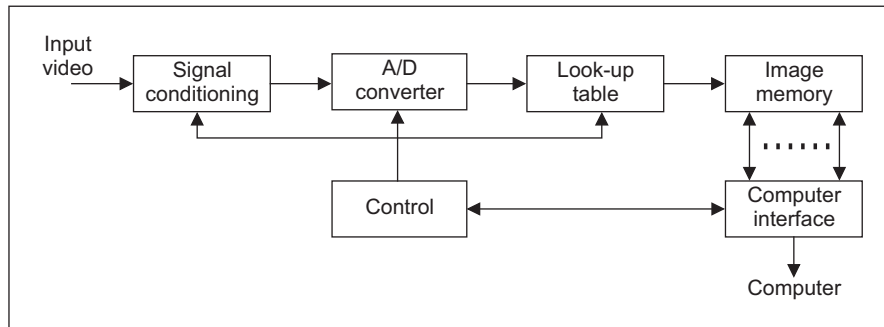 Input
video
Signal
conditioning
A/D
converter
Look-up
table
Image
memory
Control
Computer
interface
Computer